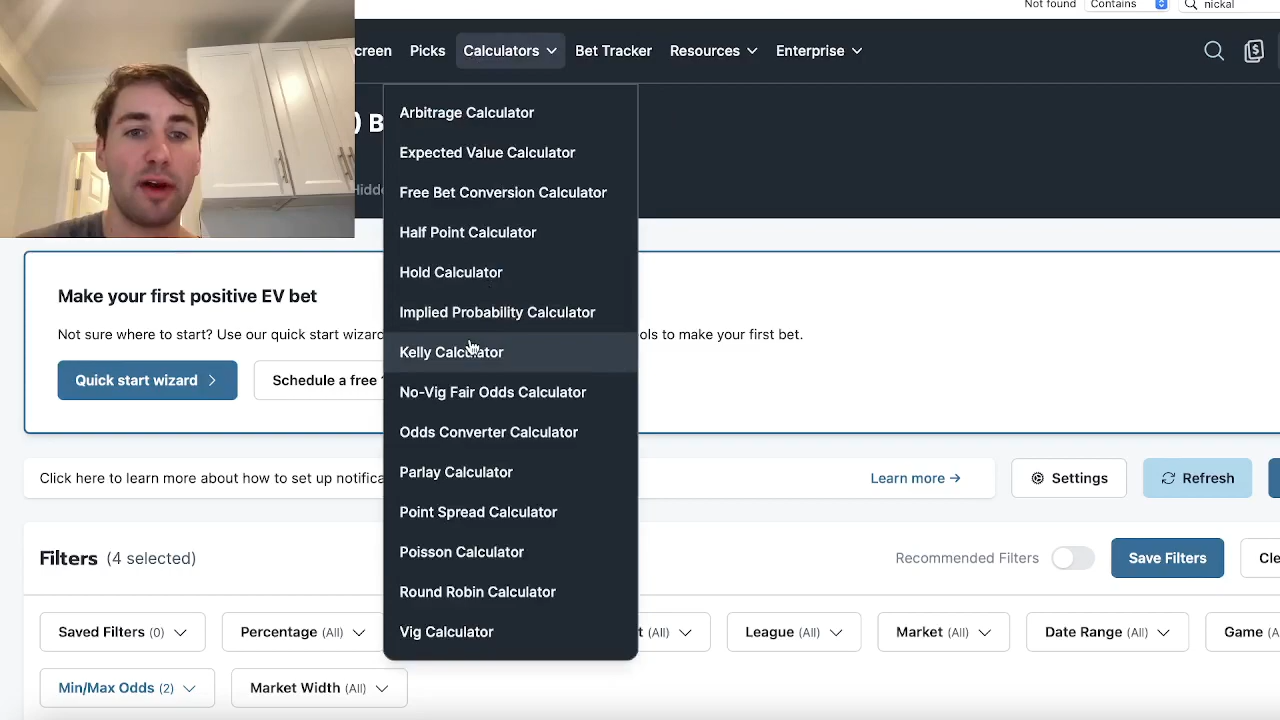 Not found
Contains
nickal
creen
Picks
Calculators
Bet Tracker
Resources
Enterprise
) B
Hidde
Arbitrage Calculator
Expected Value Calculator
Free Bet Conversion Calculator
Half Point Calculator
Hold Calculator
Implied Probability Calculator
Kelly Calculator
No-Vig Fair Odds Calculator
Odds Converter Calculator
Parlay Calculator
Point Spread Calculator
Poisson Calculator
Round Robin Calculator
Vig Calculator
Make your first positive EV bet
Not sure where to start? Use our quick start wizard
ols to make your first bet.
Quick start wizard
Schedule a free
Click here to learn more about how to set up notifica
Learn more →
Settings
Refresh
Filters (4 selected)
Recommended Filters
Save Filters
Cle
Saved Filters (0)
Percentage (All)
t (All)
League (All)
Market (All)
Date Range (All)
Game (A
Min/Max Odds (2)
Market Width (All)